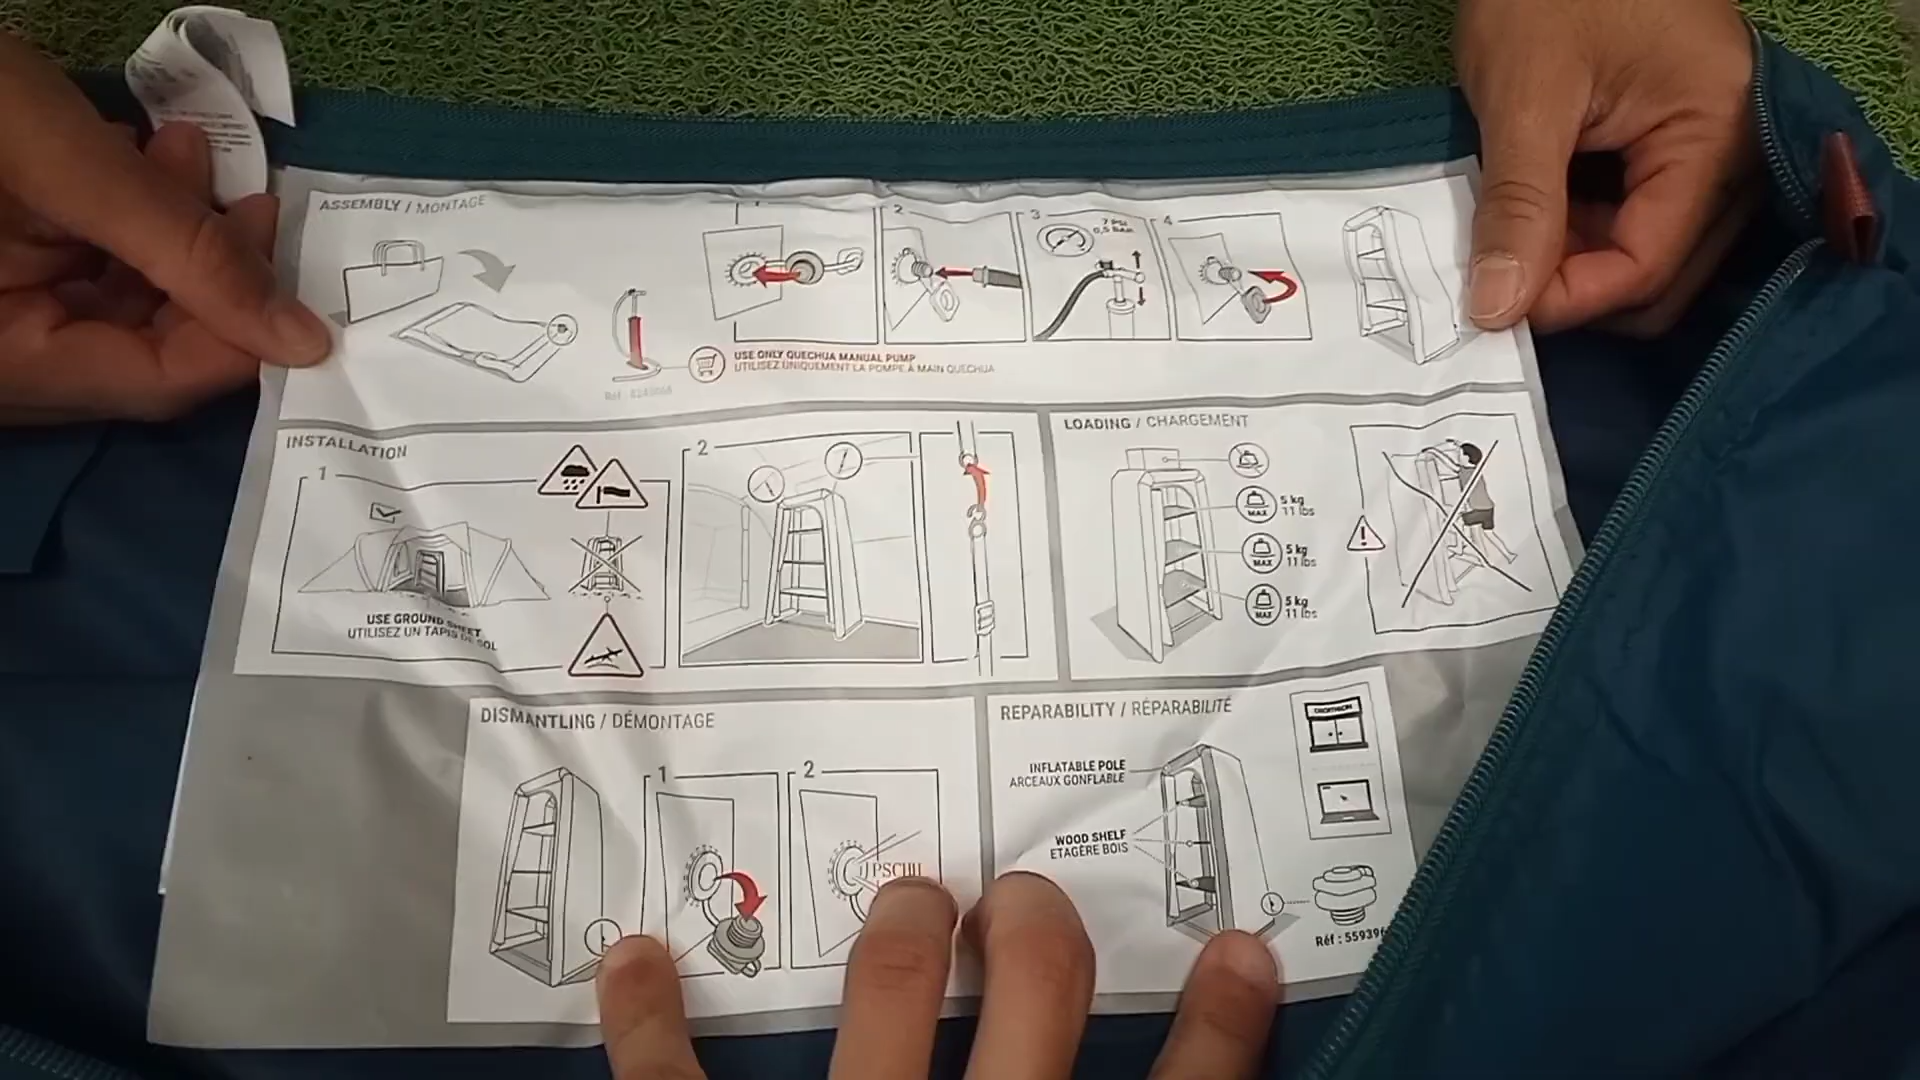 ASSEMBLY / MONTAGE
2
3
4
7 PSI
0,5 BAR
USE ONLY QUECHUA MANUAL PUMP
UTILISEZ UNIQUEMENT LA POMPE À MAIN QUECHUA
Réf :
INSTALLATION
1
USE GROUND SHEET
UTILISEZ UN TAPIS DE SOL
2
LOADING / CHARGEMENT
MAX
5 kg
11 lbs
MAX
5 kg
11 lbs
MAX
5 kg
11 lbs
!
DISMANTLING / DÉMONTAGE
1
2
PSCHH
REPARABILITY / RÉPARABILITÉ
DECATHLON
INFLATABLE POLE
ARCEAUX GONFLABLE
WOOD SHELF
ETAGÈRE BOIS
Réf : 559396